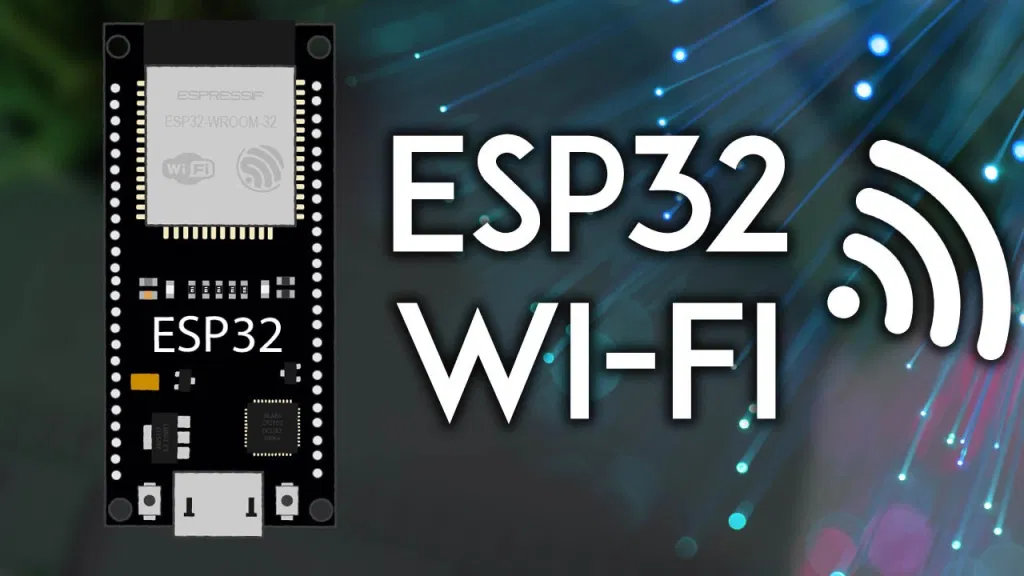 ESPRESSIF
ESP32-WROOM-32
Wi Fi
ESP32
ESP32
WI-FI